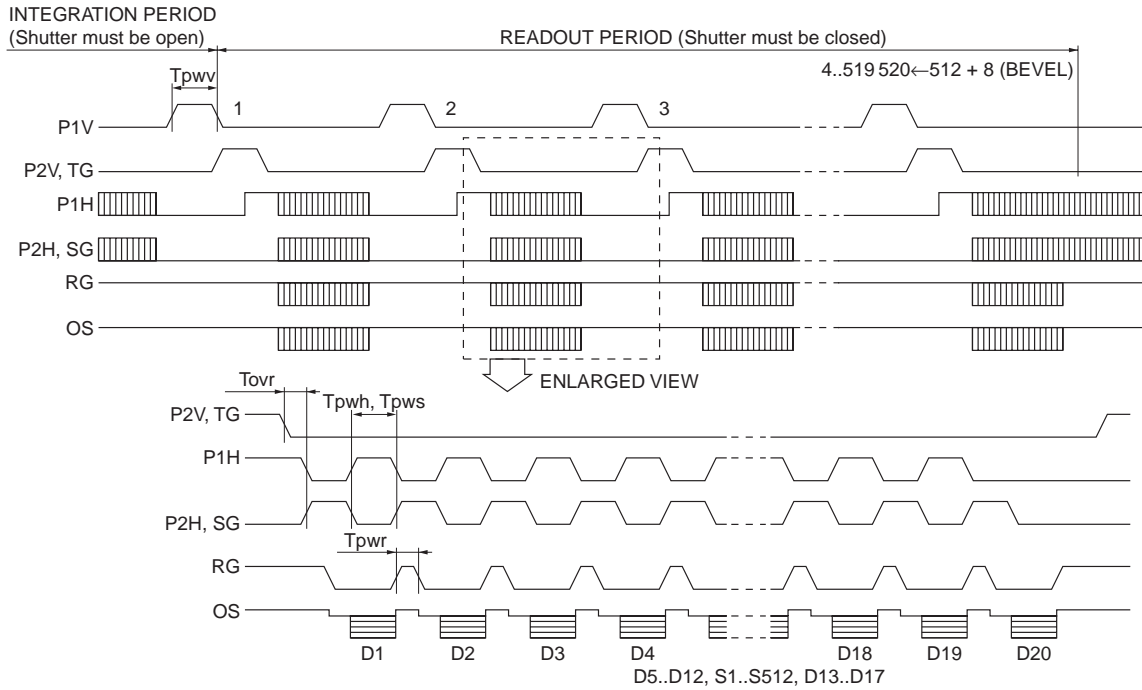 INTEGRATION PERIOD
(Shutter must be open)
READOUT PERIOD (Shutter must be closed)
4..519 520←512 + 8 (BEVEL)
Tpwv
1
2
3
P1V
P2V, TG
P1H
P2H, SG
RG
OS
ENLARGED VIEW
Tovr
Tpwh, Tpws
P2V, TG
P1H
P2H, SG
Tpwr
RG
OS
D1 D2 D3 D4 D18 D19 D20
D5..D12, S1..S512, D13..D17